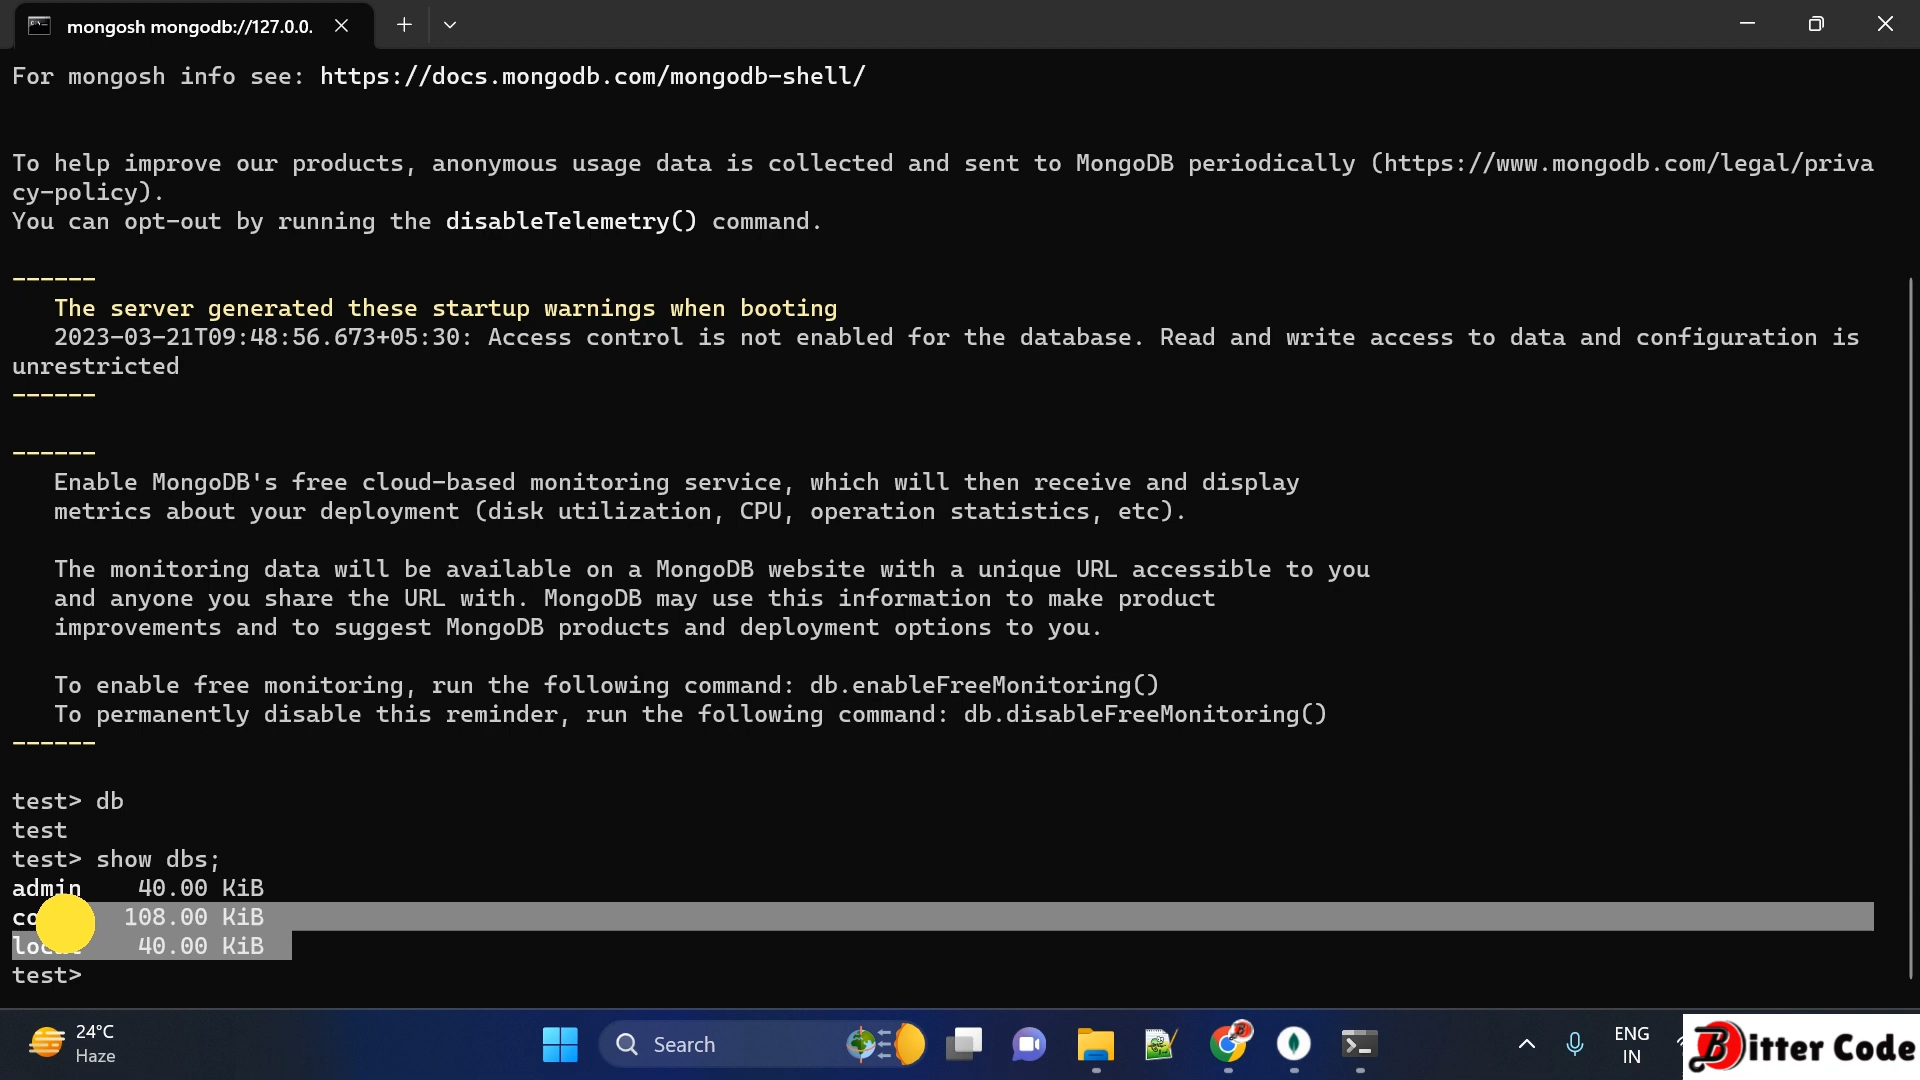 mongosh mongodb://127.0.0.
For mongosh info see: https://docs.mongodb.com/mongodb-shell/
To help improve our products, anonymous usage data is collected and sent to MongoDB periodically (https://www.mongodb.com/legal/priva
cy-policy).
You can opt-out by running the disableTelemetry() command.
------
The server generated these startup warnings when booting
2023-03-21T09:48:56.673+05:30: Access control is not enabled for the database. Read and write access to data and configuration is
unrestricted
------
------
Enable MongoDB's free cloud-based monitoring service, which will then receive and display
metrics about your deployment (disk utilization, CPU, operation statistics, etc).
The monitoring data will be available on a MongoDB website with a unique URL accessible to you
and anyone you share the URL with. MongoDB may use this information to make product
improvements and to suggest MongoDB products and deployment options to you.
To enable free monitoring, run the following command: db.enableFreeMonitoring()
To permanently disable this reminder, run the following command: db.disableFreeMonitoring()
------
test> db
test
test> show dbs;
admin 40.00 KiB
108.00 KiB
40.00 KiB
test>
24°C
Haze
Search
ENG
IN
Bitter Code